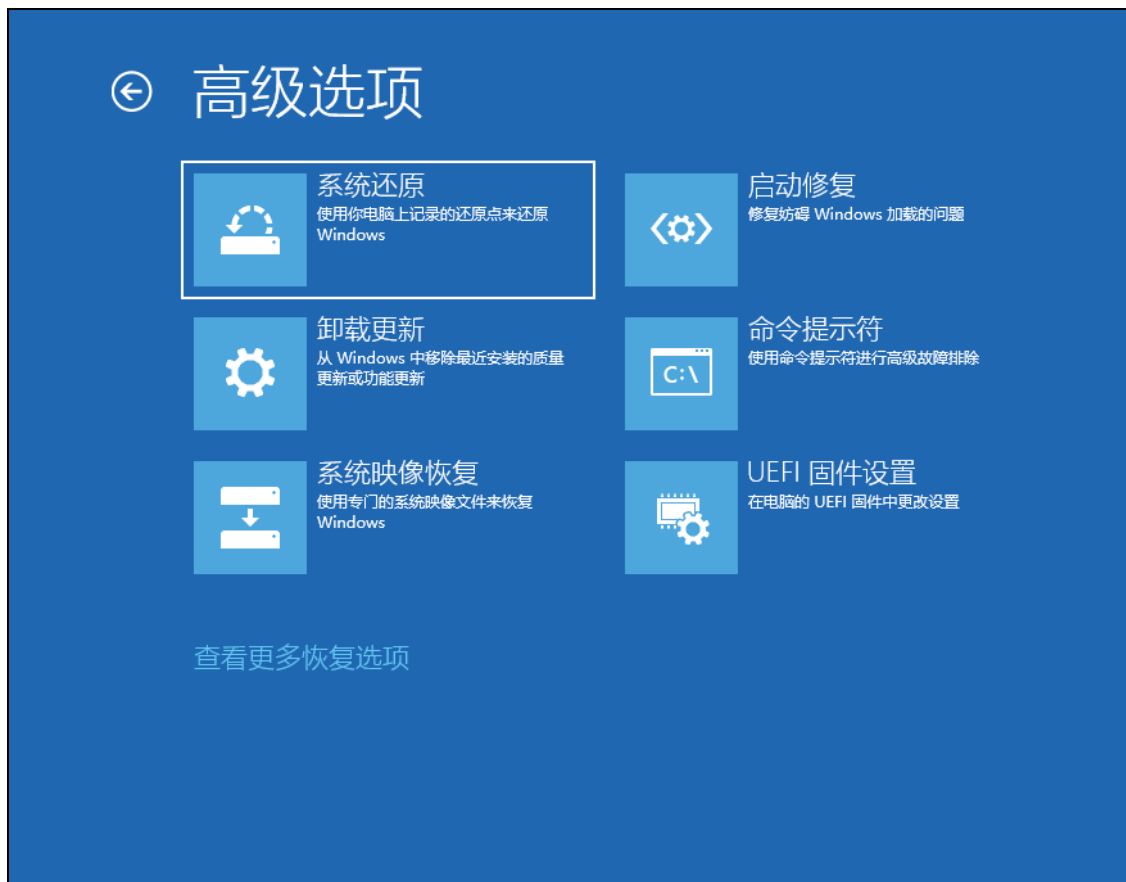 高级选项
系统还原
使用你电脑上记录的还原点来还原
Windows
启动修复
修复妨碍 Windows 加载的问题
卸载更新
从 Windows 中移除最近安装的质量
更新或功能更新
命令提示符
使用命令提示符进行高级故障排除
C:\
系统映像恢复
使用专门的系统映像文件来恢复
Windows
UEFI 固件设置
在电脑的 UEFI 固件中更改设置
查看更多恢复选项